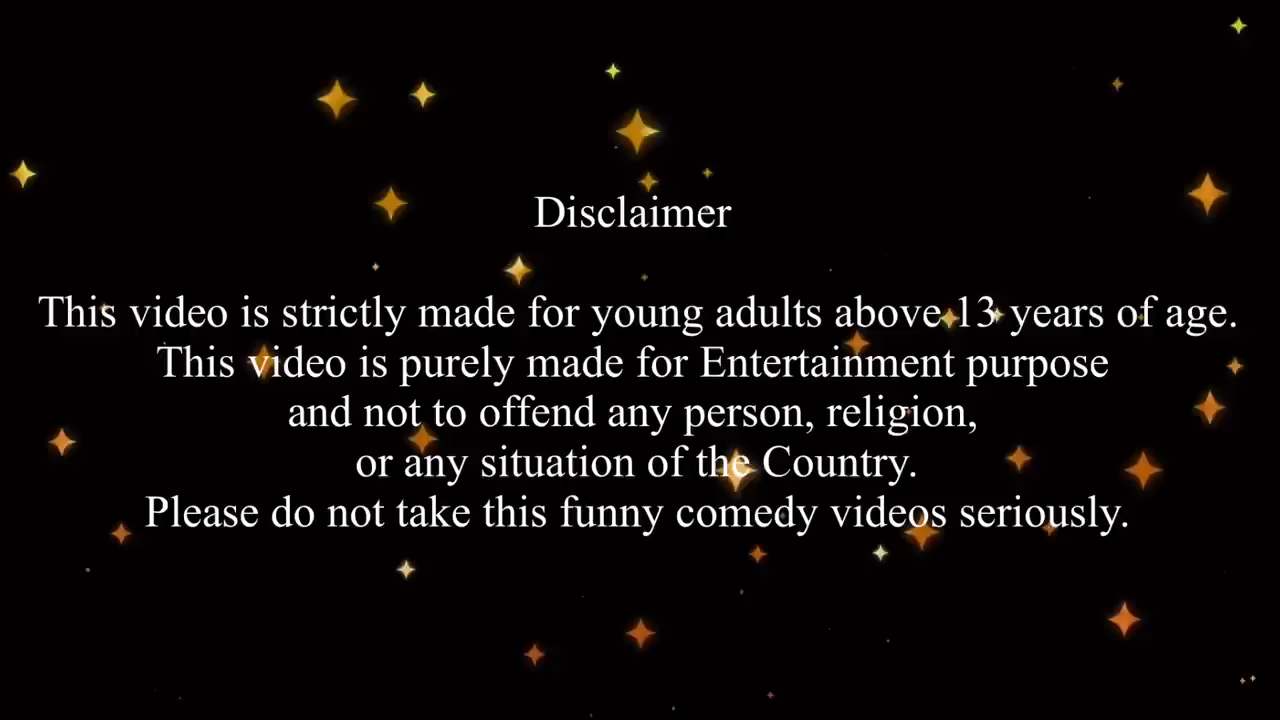 Disclaimer
This video is strictly made for young adults above 13 years of age.
This video is purely made for Entertainment purpose
and not to offend any person, religion,
or any situation of the Country.
Please do not take this funny comedy videos seriously.